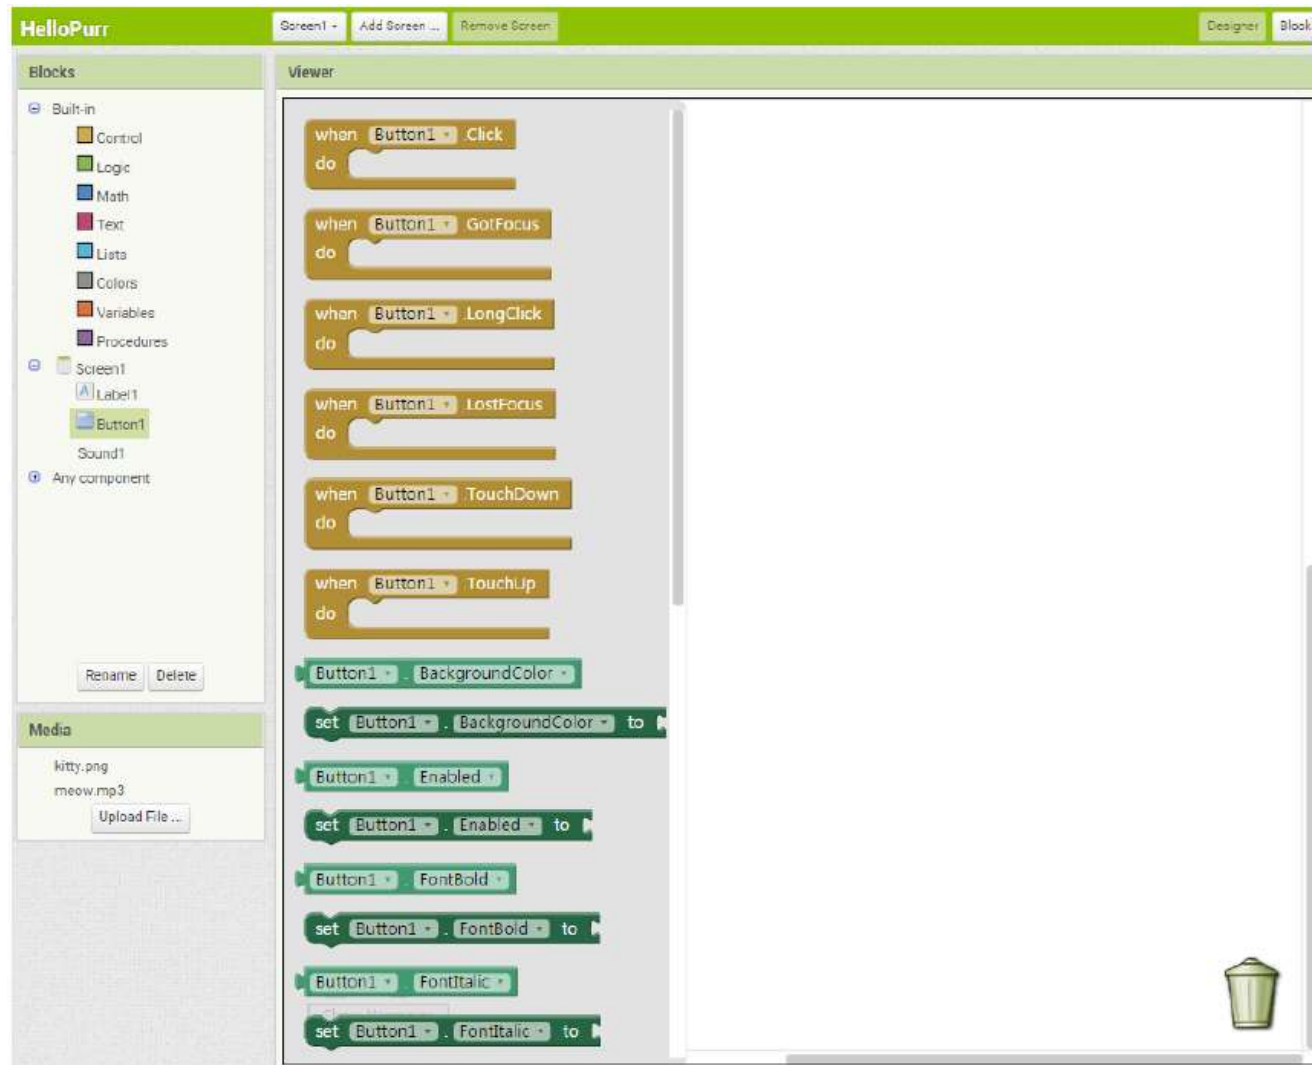 HelloPurr
Screen1
Add Screen ...
Remove Screen
Designer
Block
Blocks
Viewer
Built-in
Control
Logic
Math
Text
Lists
Colors
Variables
Procedures
Screen1
Label1
Button1
Sound1
Any component
Rename Delete
Media
kitty.png
meow.mp3
Upload File ...
when Button1 .Click
do
when Button1 .GotFocus
do
when Button1 .LongClick
do
when Button1 .LostFocus
do
when Button1 .TouchDown
do
when Button1 .TouchUp
do
Button1 . BackgroundColor
set Button1 . BackgroundColor to
Button1 . Enabled
set Button1 . Enabled to
Button1 . FontBold
set Button1 . FontBold to
Button1 . FontItalic
set Button1 . FontItalic to